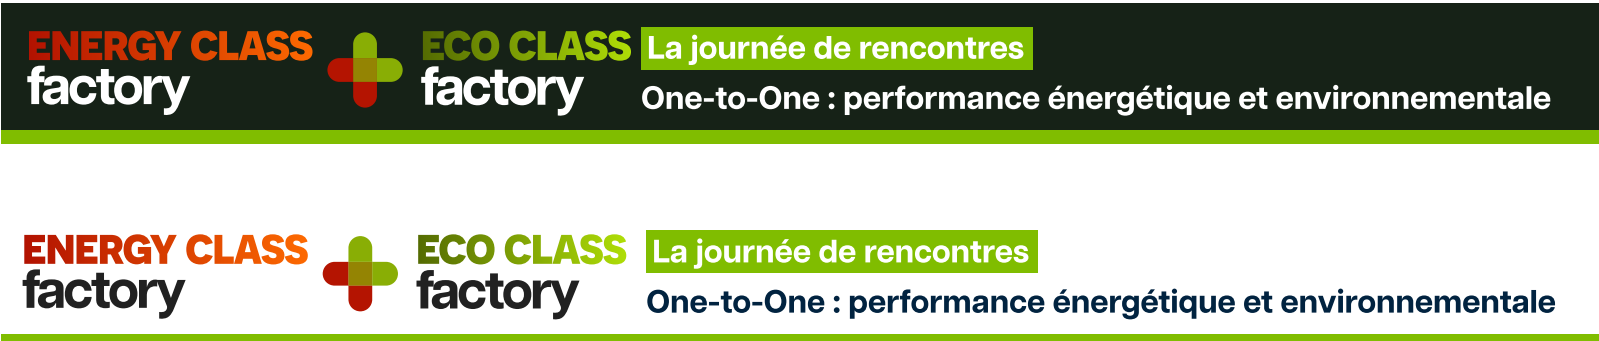 ENERGY CLASS factory
ECO CLASS factory
La journée de rencontres
One-to-One : performance énergétique et environnementale
ENERGY CLASS factory
ECO CLASS factory
La journée de rencontres
One-to-One : performance énergétique et environnementale